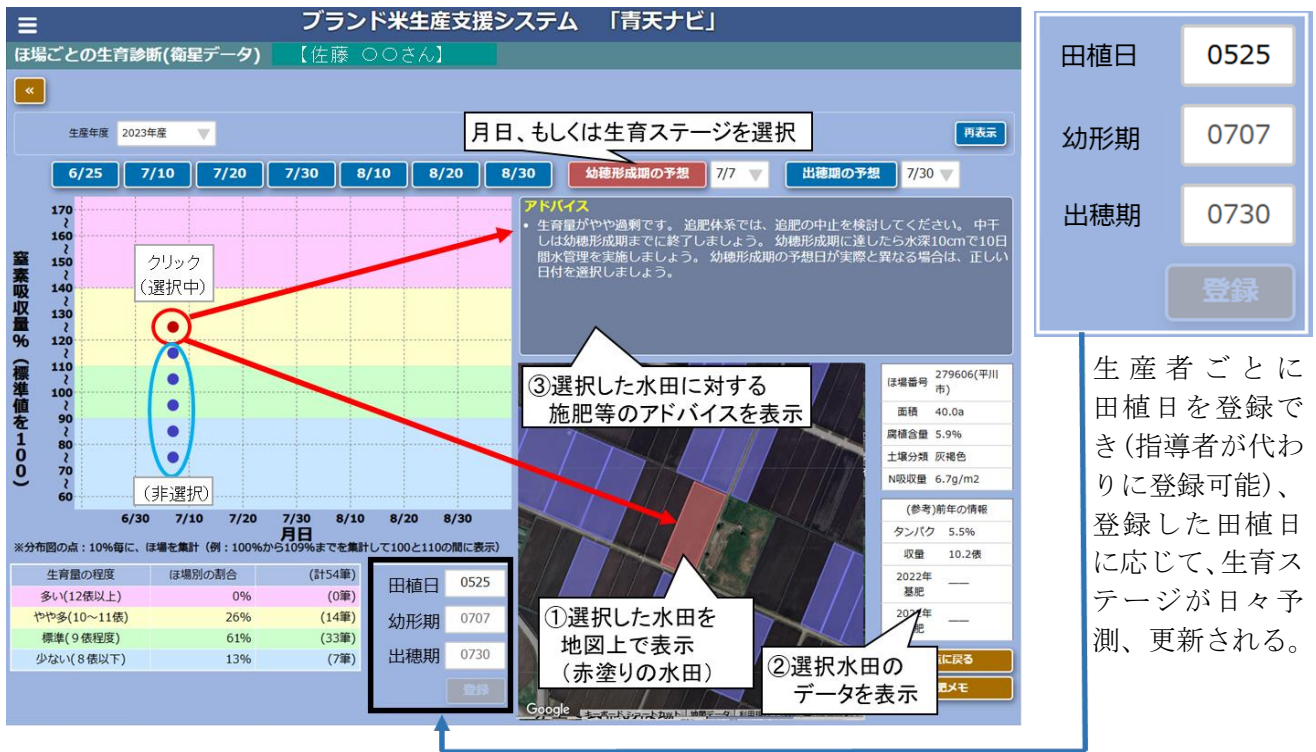 ブランド米生産支援システム 「青天ナビ」
ほ場ごとの生育診断(衛星データ) 【佐藤 ○○さん】
«
生産年度 2023年産
再表示
月日、もしくは生育ステージを選択
6/25 7/10 7/20 7/30 8/10 8/20 8/30 幼穂形成期の予想 7/7 出穂期の予想 7/30
窒素吸収量%(標準値を100)
170
~
160
~
150
~
140
~
130
~
120
~
110
~
100
~
90
~
80
~
70
~
60
クリック
(選択中)
(非選択)
6/30 7/10 7/20 7/30 8/10 8/20 8/30
月日
※分布図の点:10%毎に、ほ場を集計(例:100%から109%までを集計して100と110の間に表示)
生育量の程度 ほ場別の割合 (計54筆)
多い(12俵以上) 0% (0筆)
やや多(10~11俵) 26% (14筆)
標準(9俵程度) 61% (33筆)
少ない(8俵以下) 13% (7筆)
田植日 0525
幼形期 0707
出穂期 0730
登録
アドバイス
• 生育量がやや過剰です。 追肥体系では、追肥の中止を検討してください。 中干
しは幼穂形成期までに終了しましょう。 幼穂形成期に達したら水深10cmで10日
間水管理を実施しましょう。 幼穂形成期の予想日が実際と異なる場合は、正しい
日付を選択しましょう。
③選択した水田に対する
施肥等のアドバイスを表示
①選択した水田を
地図上で表示
(赤塗りの水田)
②選択水田の
データを表示
Google
ほ場番号 279606(平川
市)
面積 40.0a
腐植含量 5.9%
土壌分類 灰褐色
N吸収量 6.7g/m2
(参考)前年の情報
タンパク 5.5%
収量 10.2俵
2022年
基肥 ――
――
に戻る
メモ
田植日 0525
幼形期 0707
出穂期 0730
登録
生産者ごとに
田植日を登録で
き(指導者が代わ
りに登録可能)、
登録した田植日
に応じて、生育ス
テージが日々予
測、更新される。